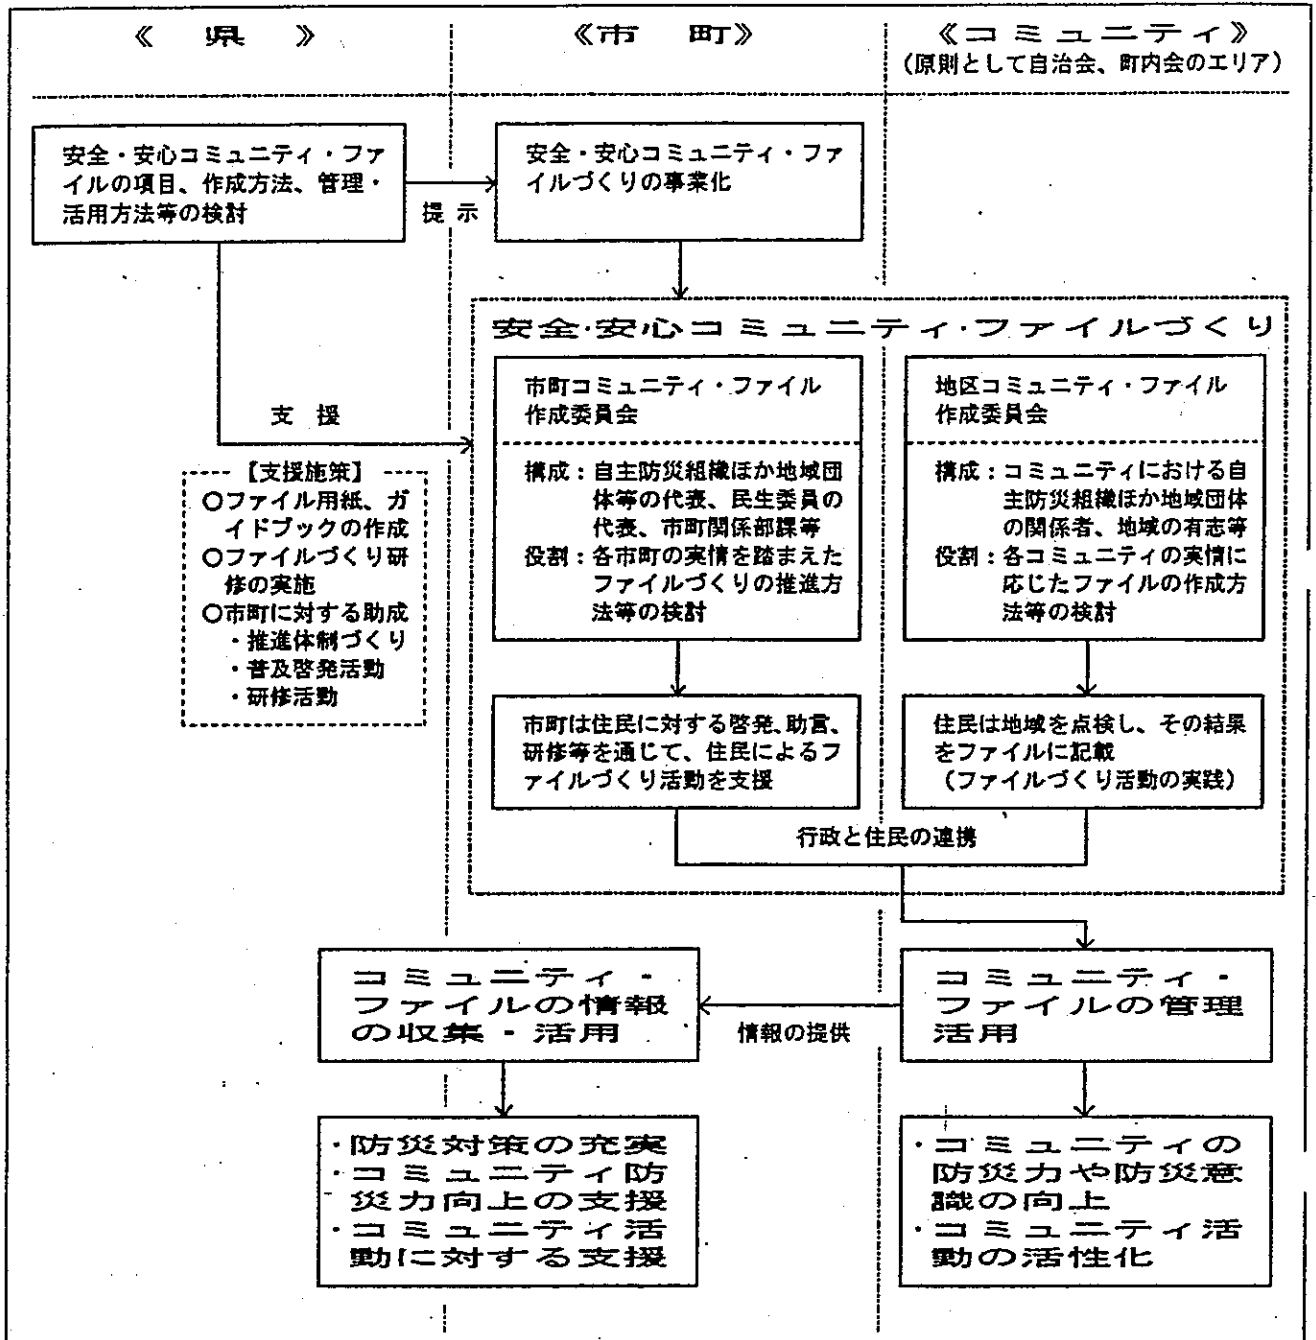 《 県 》
《市 町》
《コミュニティ》
（原則として自治会、町内会のエリア）
安全・安心コミュニティ・ファ
イルの項目、作成方法、管理・
活用方法等の検討
提 示
安全・安心コミュニティ・ファ
イルづくりの事業化
安全・安心コミュニティ・ファイルづくり
支 援
【支援施策】
○ファイル用紙、ガ
イドブックの作成
○ファイルづくり研
修の実施
○市町に対する助成
・推進体制づくり
・普及啓発活動
・研修活動
市町コミュニティ・ファイル
作成委員会
構成：自主防災組織ほか地域団
体等の代表、民生委員の
代表、市町関係部課等
役割：各市町の実情を踏まえた
ファイルづくりの推進方
法等の検討
地区コミュニティ・ファイル
作成委員会
構成：コミュニティにおける自
主防災組織ほか地域団体
の関係者、地域の有志等
役割：各コミュニティの実情に
応じたファイルの作成方
法等の検討
市町は住民に対する啓発、助言、
研修等を通じて、住民によるフ
ァイルづくり活動を支援
住民は地域を点検し、その結果
をファイルに記載
（ファイルづくり活動の実践）
行政と住民の連携
コミュニティ・
ファイルの情報
の収集・活用
情報の提供
コミュニティ・
ファイルの管理
活用
・防災対策の充実
・コミュニティ防
災力向上の支援
・コミュニティ活
動に対する支援
・コミュニティの
防災力や防災意
識の向上
・コミュニティ活
動の活性化